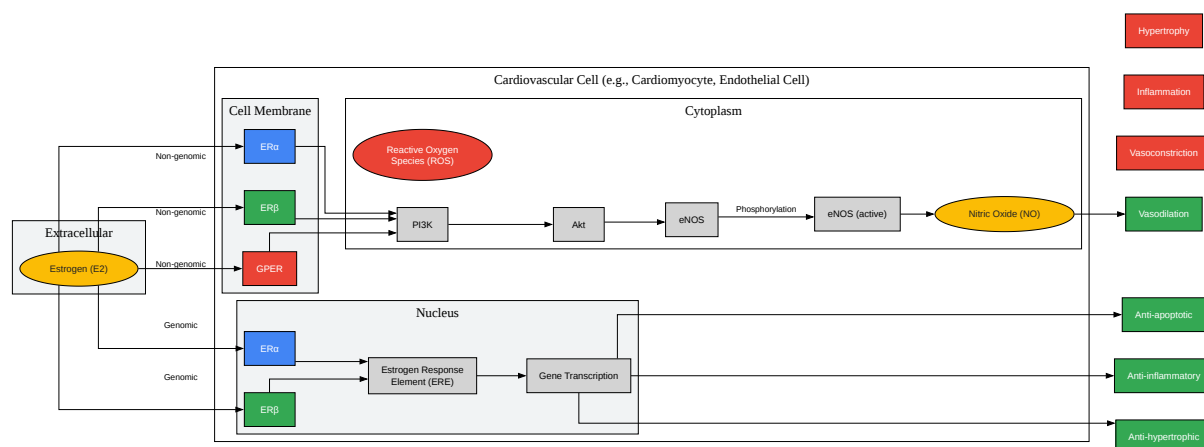 Hypertrophy
Cardiovascular Cell (e.g., Cardiomyocyte, Endothelial Cell)
Inflammation
Cell Membrane
Cytoplasm
ERα
Reactive Oxygen
Species (ROS)
Vasoconstriction
Non-genomic
ERβ
Non-genomic
PI3K
Akt
eNOS
Phosphorylation
eNOS (active)
Nitric Oxide (NO)
Vasodilation
Extracellular
Estrogen (E2)
Non-genomic
GPER
Nucleus
Genomic
ERα
Anti-apoptotic
Estrogen Response
Element (ERE)
Gene Transcription
Anti-inflammatory
Genomic
ERβ
Anti-hypertrophic